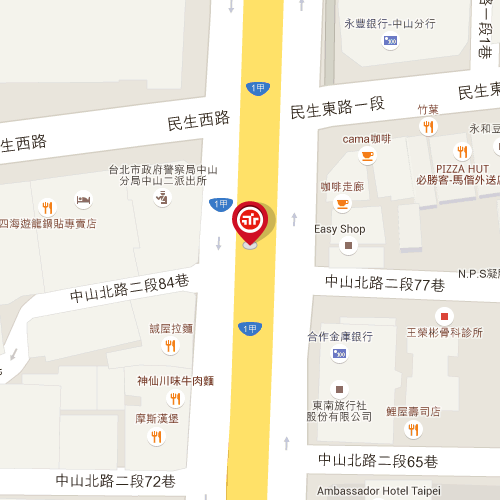 永豐銀行-中山分行
路一段1巷
1甲
民生東路一段
民生東
竹葉
民生西路
生西路
cama咖啡
永和豆
台北市政府警察局中山
分局中山二派出所
PIZZA HUT
必勝客-馬偕外送店
咖啡走廊
1甲
四海遊龍鍋貼專賣店
Easy Shop
N.P.S凝
中山北路二段84巷
中山北路二段77巷
1甲
誠屋拉麵
合作金庫銀行
王榮彬骨科診所
神仙川味牛肉麵
摩斯漢堡
東南旅行社
股份有限公司
鯉屋壽司店
中山北路二段65巷
中山北路二段72巷
Ambassador Hotel Taipei